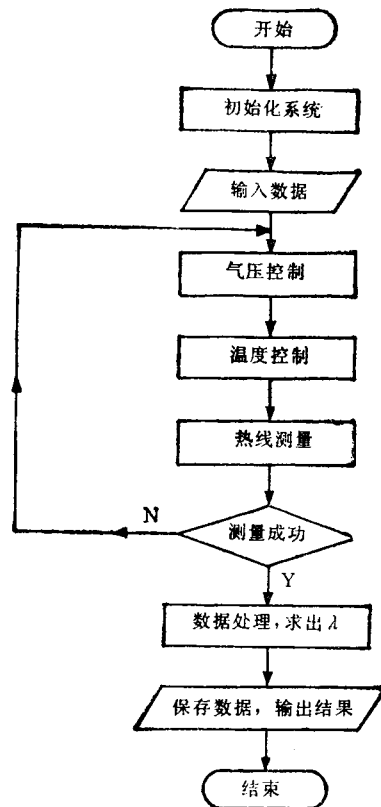 开始
初始化系统
输入数据
气压控制
温度控制
热线测量
测量成功
N
Y
数据处理,求出λ
保存数据，输出结果
结束